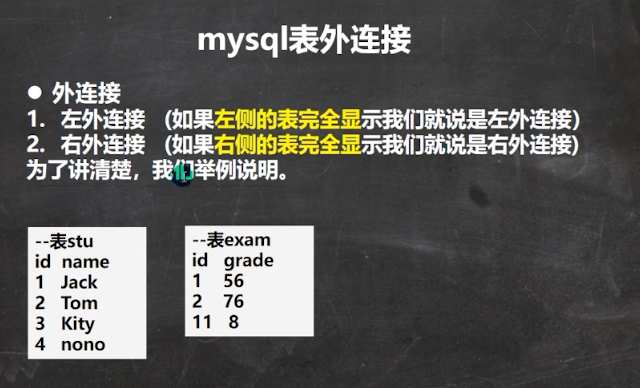 mysql表外连接
● 外连接
1. 左外连接 （如果左侧的表完全显示我们就说是左外连接）
2. 右外连接 （如果右侧的表完全显示我们就说是右外连接)
为了讲清楚，我们举例说明。
--表stu
id name
1 Jack
2 Tom
3 Kity
4 nono
--表exam
id grade
1 56
2 76
11 8